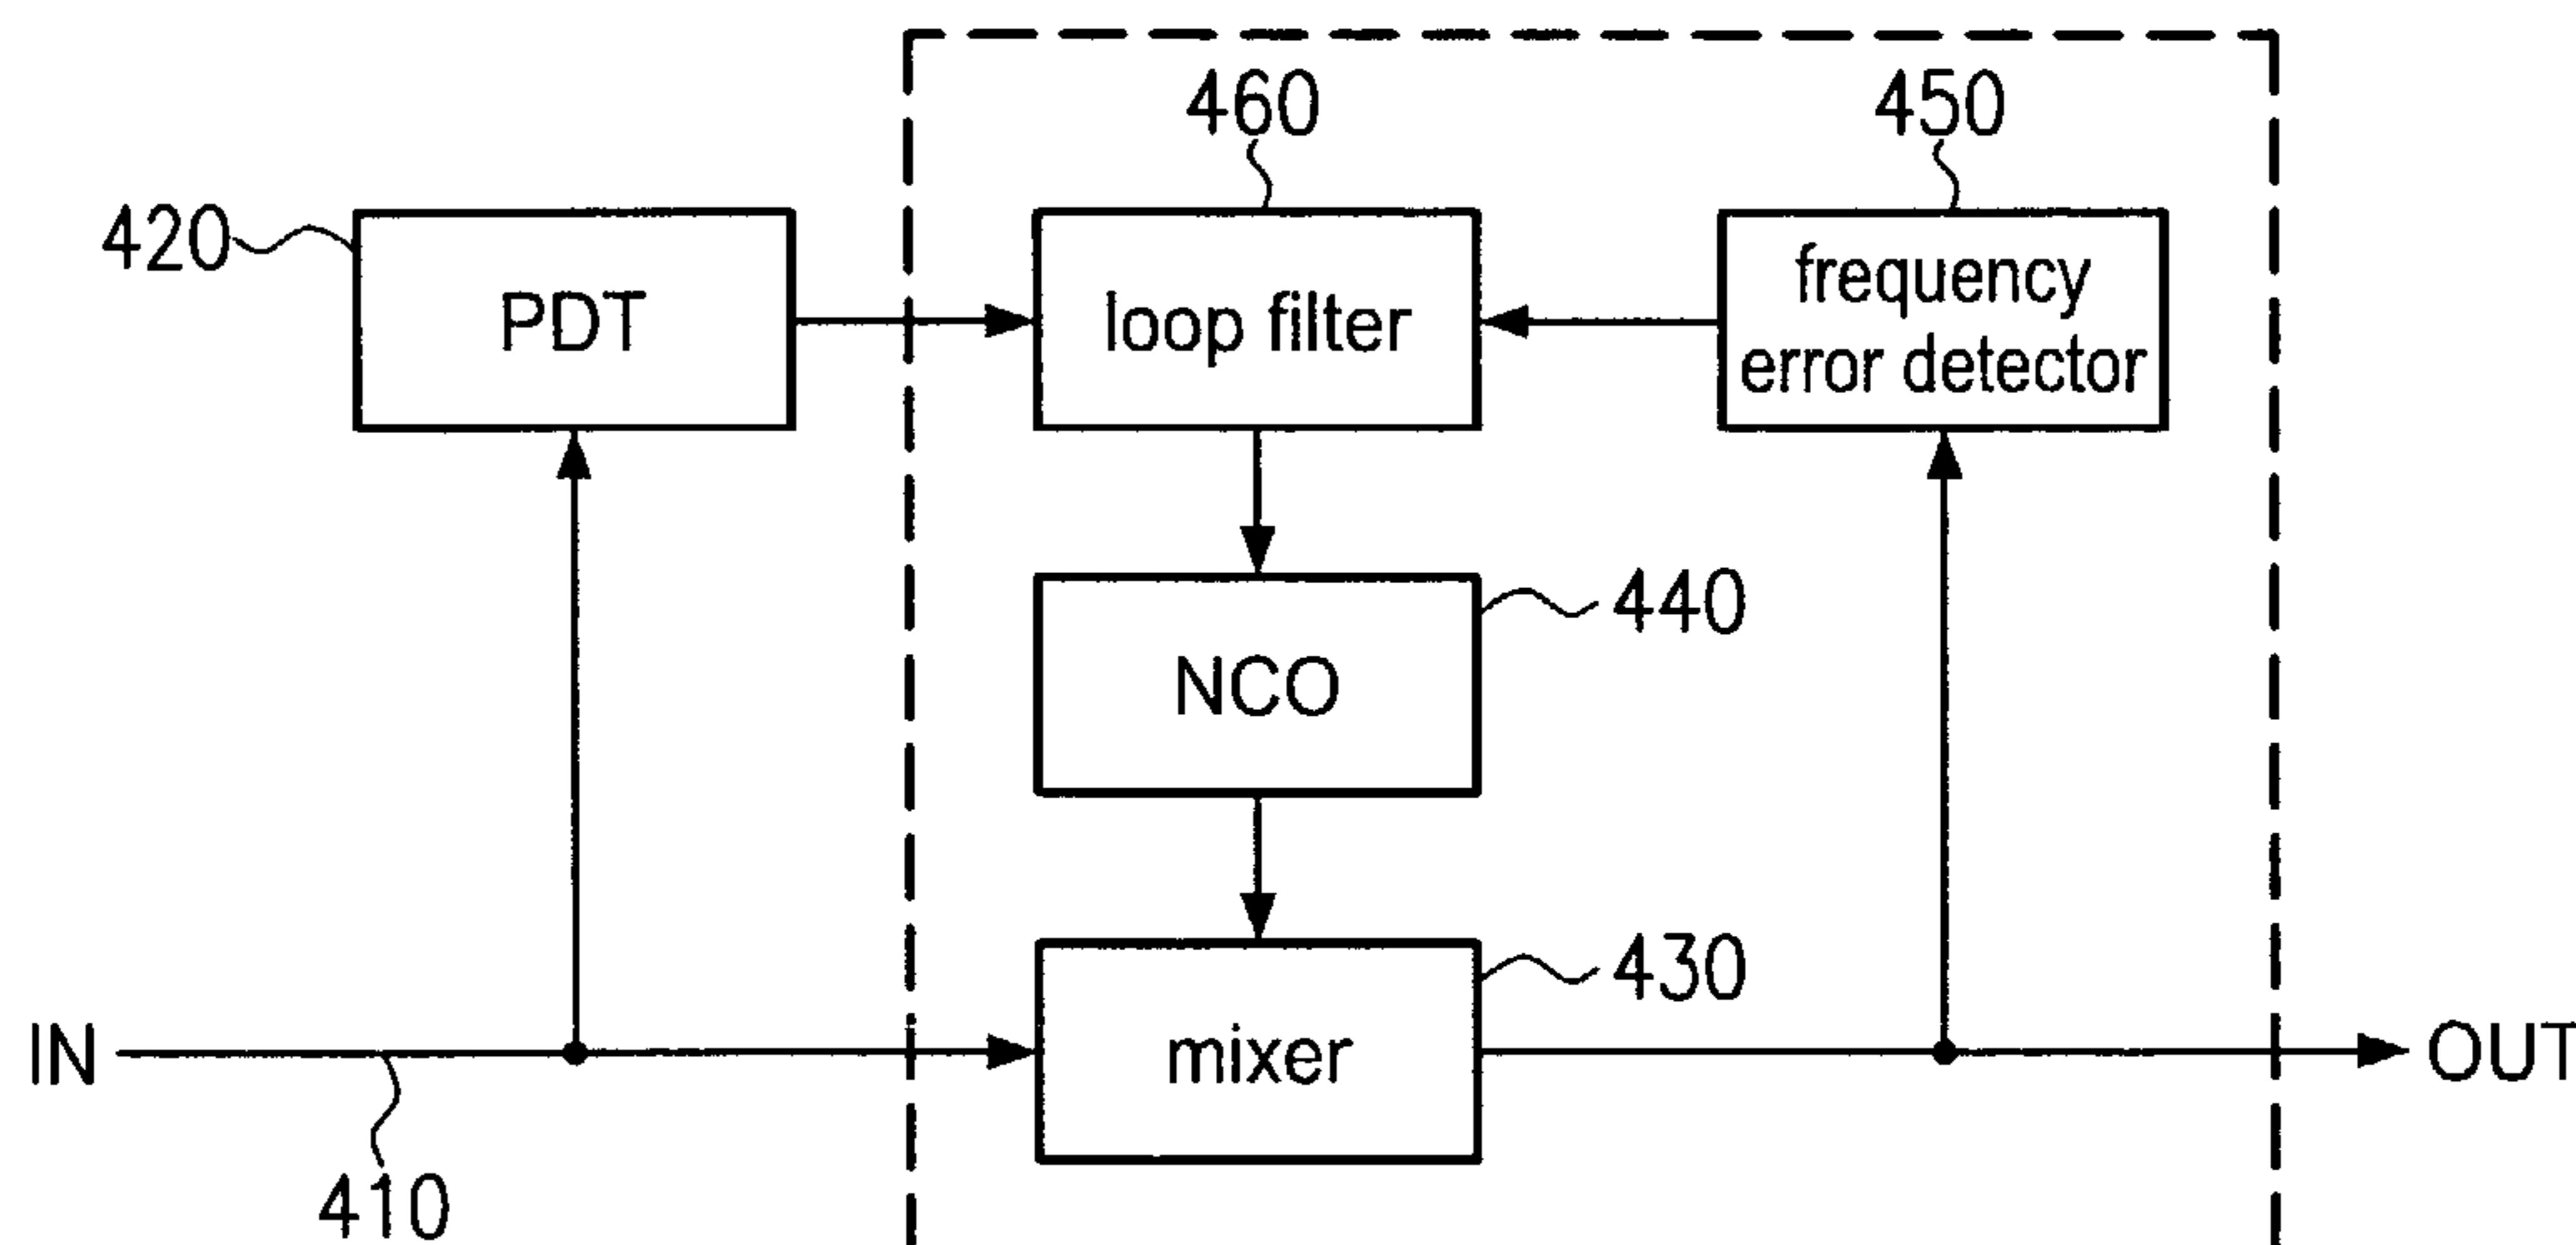 460
450
420
PDT
loop filter
frequency
error detector
440
NCO
430
IN
mixer
OUT
410